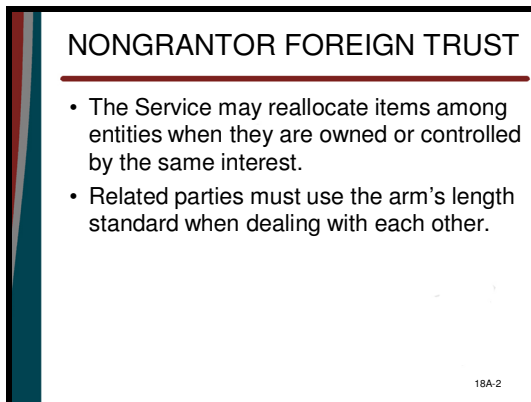 NONGRANTOR FOREIGN TRUST
• The Service may reallocate items among
entities when they are owned or controlled
by the same interest.
• Related parties must use the arm's length
standard when dealing with each other.
18A-2